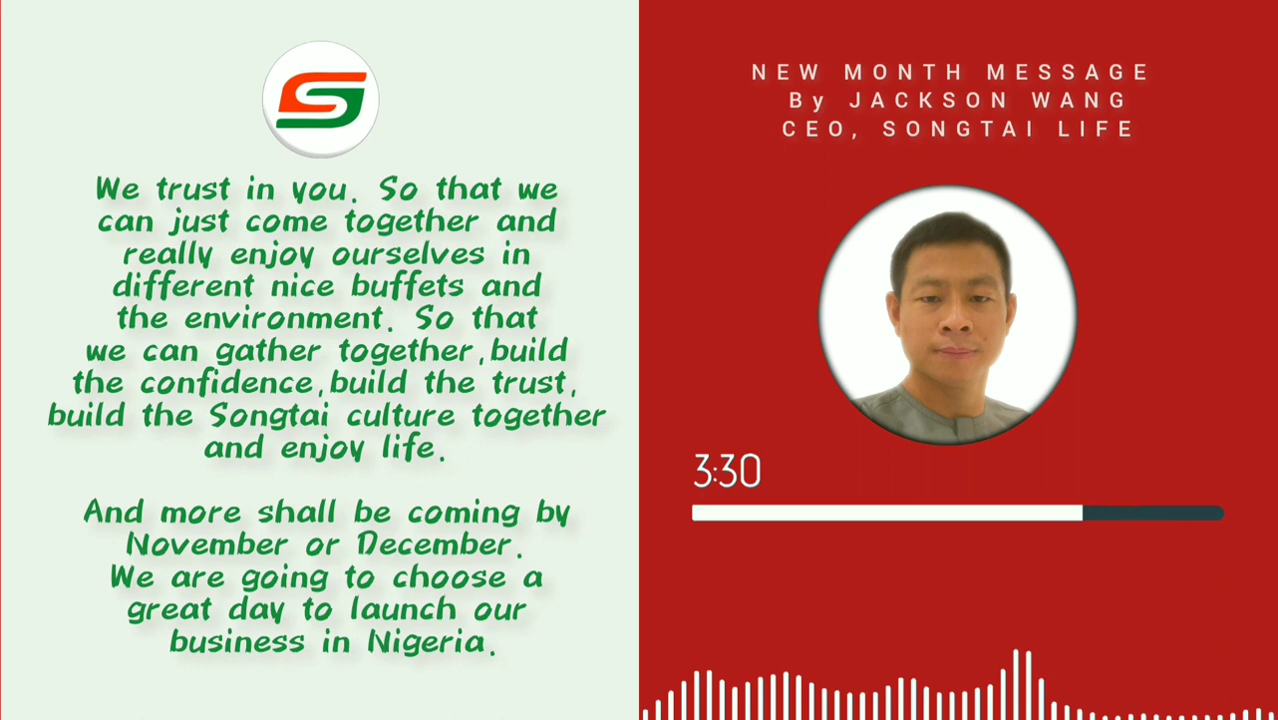 We trust in you. So that we
can just come together and
really enjoy ourselves in
different nice buffets and
the environment. So that
we can gather together,build
the confidence,build the trust,
build the Songtai culture together
and enjoy life.
And more shall be coming by
November or December.
We are going to choose a
great day to launch our
business in Nigeria.
NEW MONTH MESSAGE
By JACKSON WANG
CEO, SONGTAI LIFE
3:30